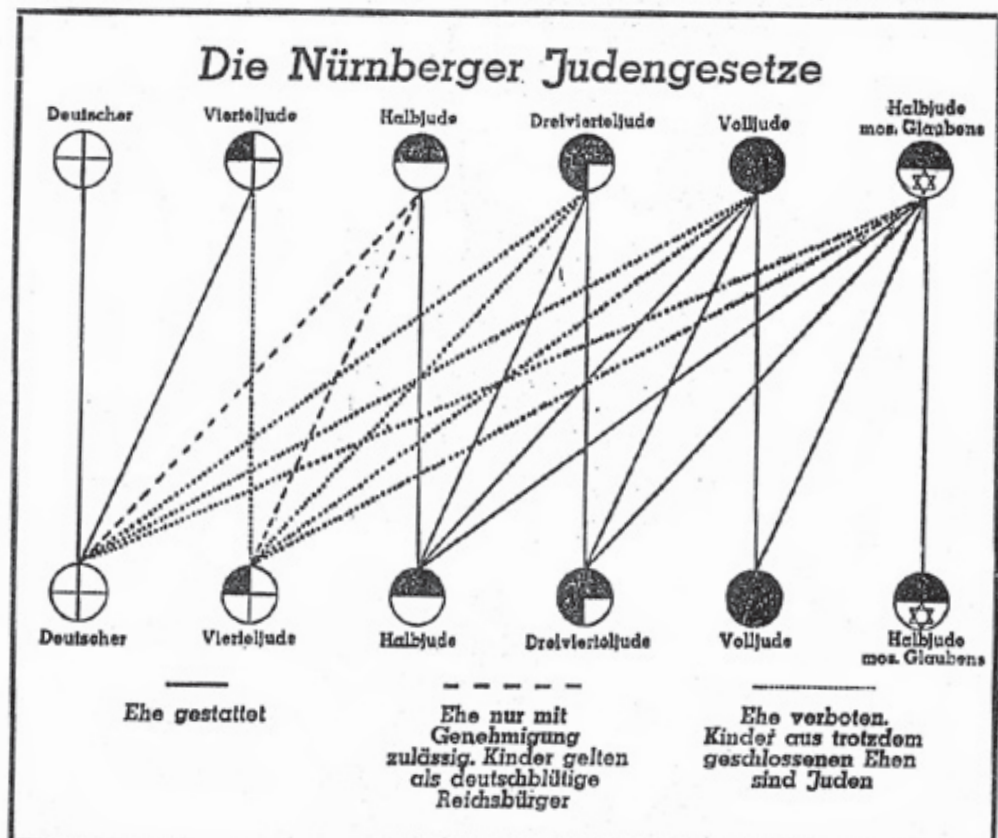 Die Nürnberger Judengesetze
Deutscher
Vierteljude
Halbjude
Dreivierteljude
Volljude
Halbjude
mos. Glaubens
Deutscher
Vierteljude
Halbjude
Dreivierteljude
Volljude
Halbjude
mos. Glaubens
Ehe gestattet
Ehe nur mit
Genehmigung
zulässig. Kinder gelten
als deutschblütige
Reichsbürger
Ehe verboten.
Kinder aus trotzdem
geschlossenen Ehen
sind Juden